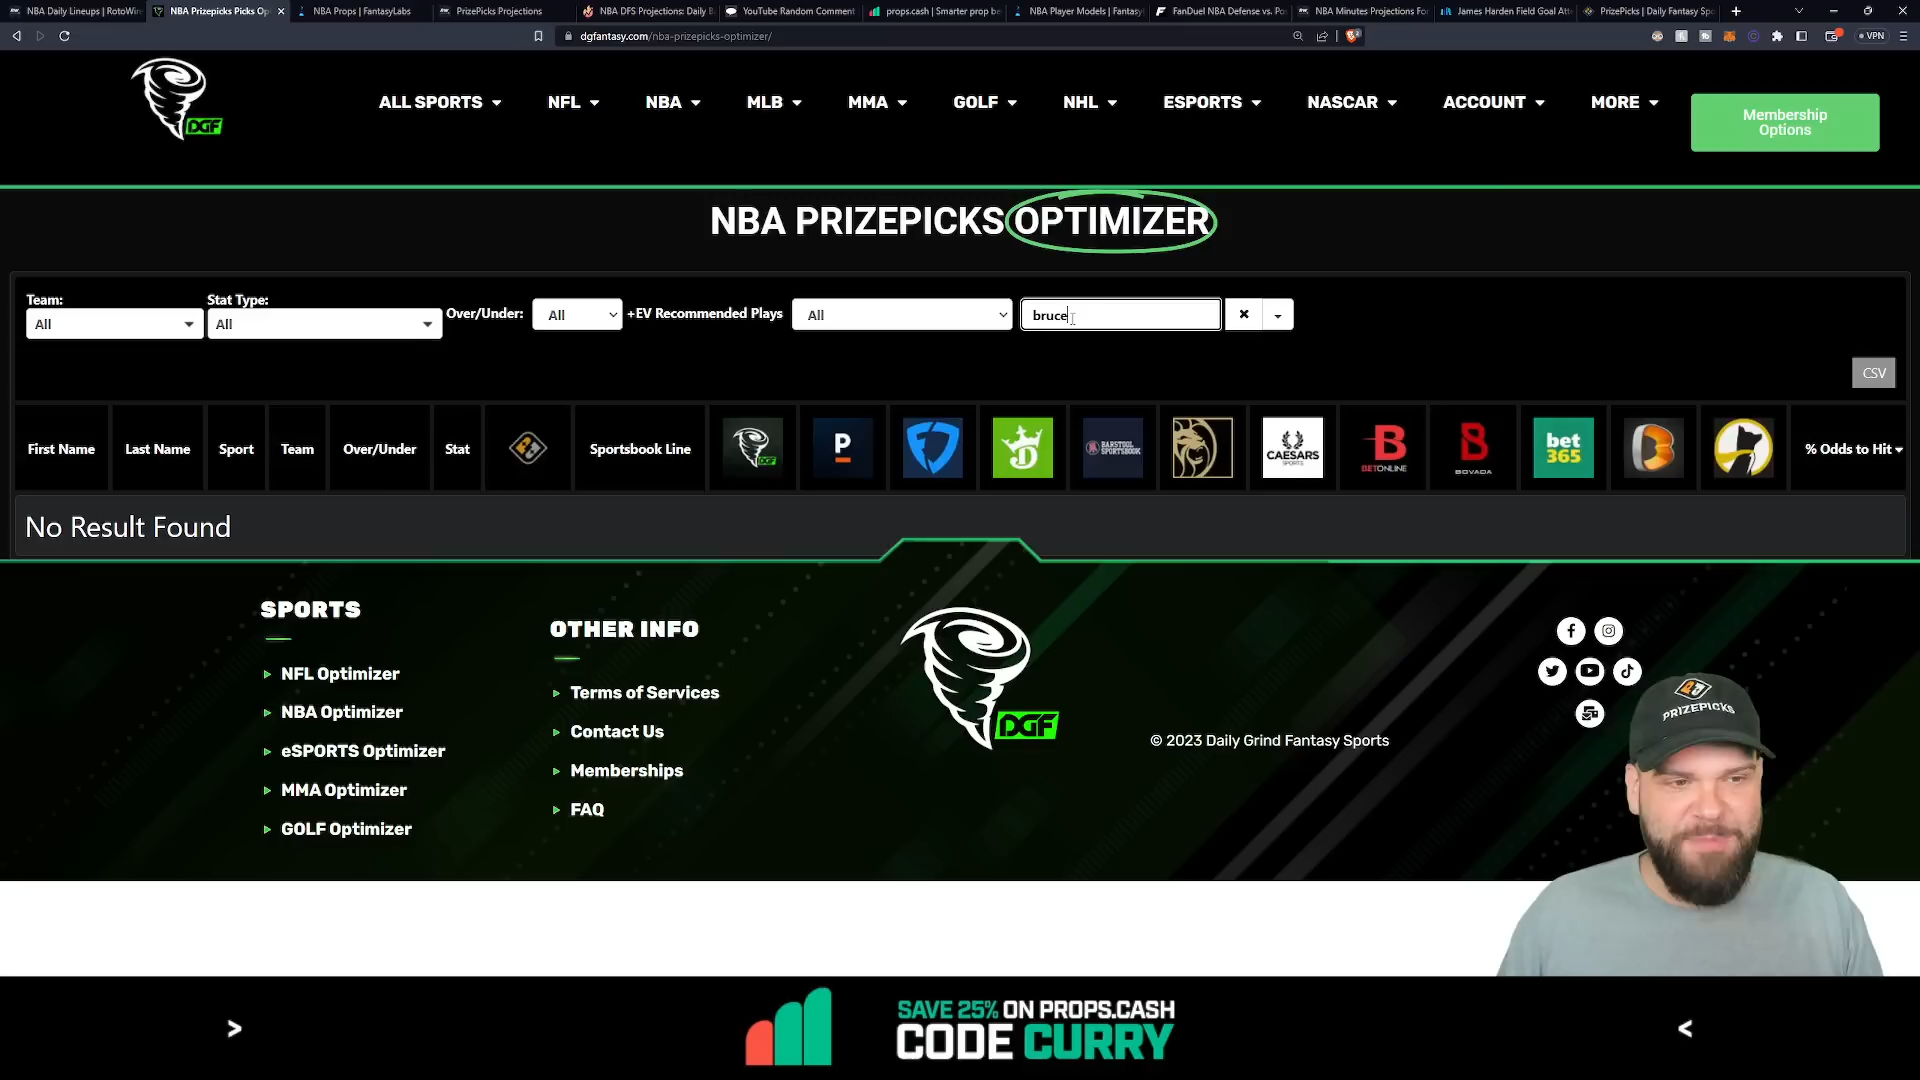 NBA Daily Lineups | RotoWire
NBA Prizepicks Picks Op
NBA Props | FantasyLabs
PrizePicks Projections
NBA DFS Projections: Daily
YouTube Random Comment
props.cash | Smarter prop be
NBA Player Models | Fantasy
FanDuel NBA Defense vs. Po
NBA Minutes Projections For
James Harden Field Goal Att
PrizePicks | Daily Fantasy Sp
dgfantasy.com/nba-prizepicks-optimizer/
VPN
DGF
ALL SPORTS
NFL
NBA
MLB
MMA
GOLF
NHL
ESPORTS
NASCAR
ACCOUNT
MORE
Membership
Options
NBA PRIZEPICKS OPTIMIZER
Team:
All
Stat Type:
All
Over/Under:
All
+EV Recommended Plays
All
bruce
CSV
First Name
Last Name
Sport
Team
Over/Under
Stat
Sportsbook Line
DGF
P
BARSTOOL
SPORTSBOOK
CAESARS
SPORTS
B
BETONLINE
B
BOVADA
bet
365
% Odds to Hit
No Result Found
SPORTS
NFL Optimizer
NBA Optimizer
eSPORTS Optimizer
MMA Optimizer
GOLF Optimizer
OTHER INFO
Terms of Services
Contact Us
Memberships
FAQ
DGF
© 2023 Daily Grind Fantasy Sports
PRIZEPICKS
SAVE 25% ON PROPS.CASH
CODE CURRY